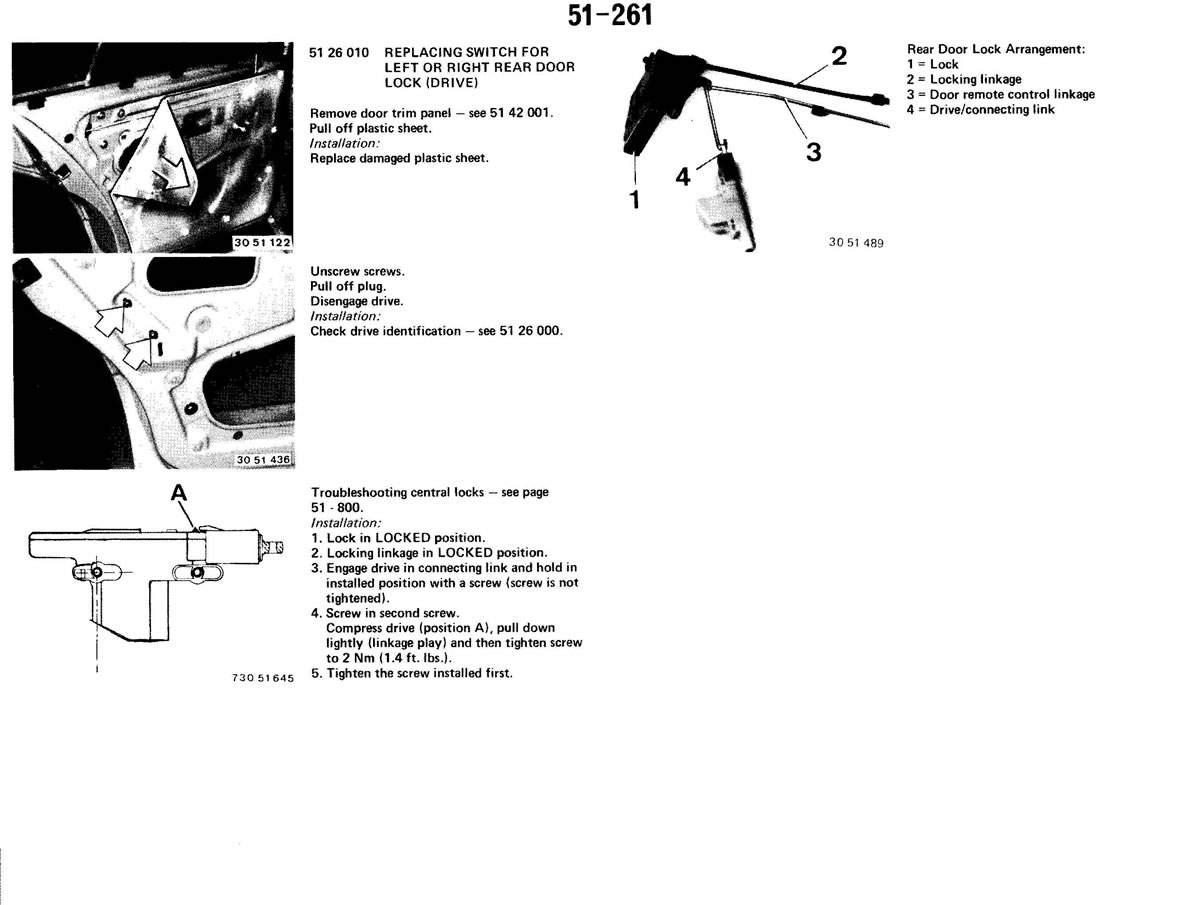 51-261
51 26 010 REPLACING SWITCH FOR
LEFT OR RIGHT REAR DOOR
LOCK (DRIVE)
Remove door trim panel — see 51 42 001.
Pull off plastic sheet.
Installation:
Replace damaged plastic sheet.
30 51 122
Unscrew screws.
Pull off plug.
Disengage drive.
Installation:
Check drive identification — see 51 26 000.
30 51 436
A
Troubleshooting central locks — see page
51 - 800.
Installation:
1. Lock in LOCKED position.
2. Locking linkage in LOCKED position.
3. Engage drive in connecting link and hold in
installed position with a screw (screw is not
tightened).
4. Screw in second screw.
Compress drive (position A), pull down
lightly (linkage play) and then tighten screw
to 2 Nm (1.4 ft. lbs.).
5. Tighten the screw installed first.
730 51 645
2
3
4
1
30 51 489
Rear Door Lock Arrangement:
1 = Lock
2 = Locking linkage
3 = Door remote control linkage
4 = Drive/connecting link